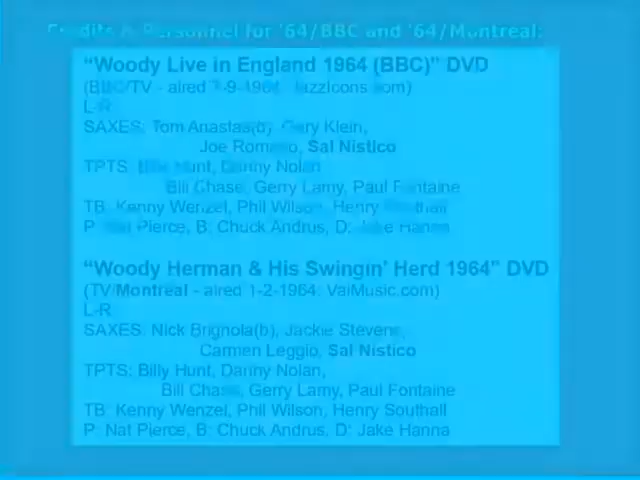 Credits & Personnel for '64/BBC and '64/Montreal:
“Woody Live in England 1964 (BBC)” DVD
(BBC/TV - aired 7-9-1964: JazzIcons.com)
L-R:
SAXES: Tom Anastas(b), Gary Klein,
Joe Romano, Sal Nistico
TPTS: Billy Hunt, Danny Nolan,
Bill Chase, Gerry Lamy, Paul Fontaine
TB: Kenny Wenzel, Phil Wilson, Henry Southall
P: Nat Pierce, B: Chuck Andrus, D: Jake Hanna
“Woody Herman & His Swingin' Herd 1964” DVD
(TV/Montreal - aired 1-2-1964: VaiMusic.com)
L-R:
SAXES: Nick Brignola(b), Jackie Stevens,
Carmen Leggio, Sal Nistico
TPTS: Billy Hunt, Danny Nolan,
Bill Chase, Gerry Lamy, Paul Fontaine
TB: Kenny Wenzel, Phil Wilson, Henry Southall
P: Nat Pierce, B: Chuck Andrus, D: Jake Hanna